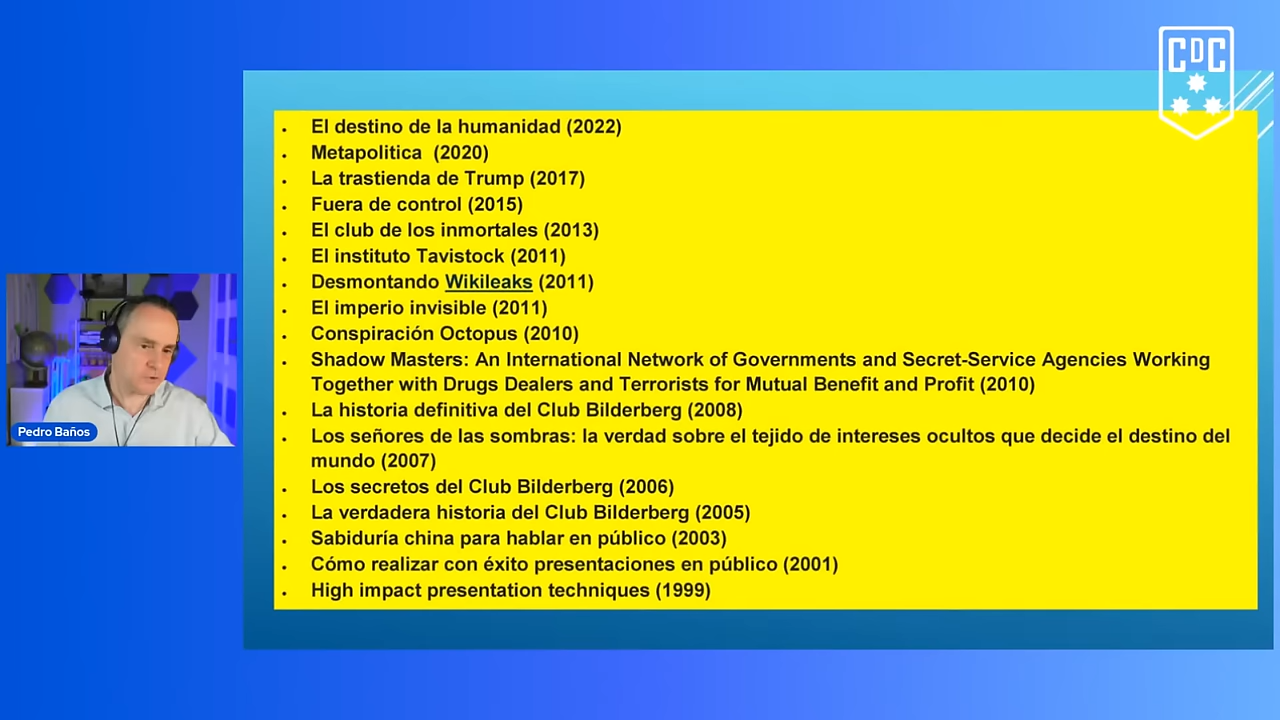 CDC
El destino de la humanidad (2022)
Metapolitica (2020)
La trastienda de Trump (2017)
Fuera de control (2015)
El club de los inmortales (2013)
El instituto Tavistock (2011)
Desmontando Wikileaks (2011)
El imperio invisible (2011)
Conspiración Octopus (2010)
Shadow Masters: An International Network of Governments and Secret-Service Agencies Working
Together with Drugs Dealers and Terrorists for Mutual Benefit and Profit (2010)
La historia definitiva del Club Bilderberg (2008)
Los señores de las sombras: la verdad sobre el tejido de intereses ocultos que decide el destino del
mundo (2007)
Los secretos del Club Bilderberg (2006)
La verdadera historia del Club Bilderberg (2005)
Sabiduría china para hablar en público (2003)
Cómo realizar con éxito presentaciones en público (2001)
High impact presentation techniques (1999)
Pedro Baños